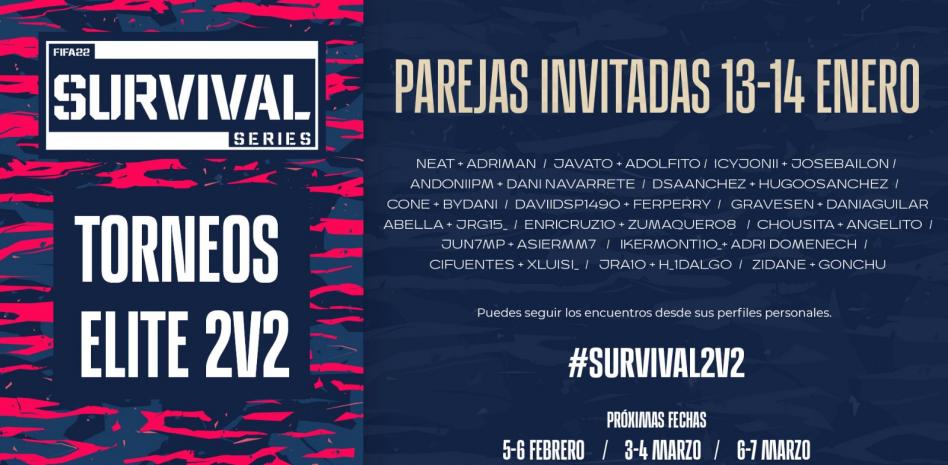 FIFA22
SURVIVAL
SERIES
TORNEOS
ELITE 2V2
PAREJAS INVITADAS 13-14 ENERO
NEAT + ADRIMAN / JAVATO + ADOLFITO / ICYJONII + JOSEBAILON /
ANDONIIPM + DANI NAVARRETE / DSAANCHEZ + HUGOOSANCHEZ /
CONE + BYDANI / DAVIIDSP1490 + FERPERRY / GRAVESEN + DANIAGUILAR
ABELLA + JRG15_ / ENRICRUZ10 + ZUMAQUERO8 / CHOUSITA + ANGELITO /
JUN7MP + ASIERMM7 / IKERMONTI10_+ ADRI DOMENECH /
CIFUENTES + XLUISI_ / JRA10 + H_1DALGO / ZIDANE + GONCHU
Puedes seguir los encuentros desde sus perfiles personales.
#SURVIVAL2V2
PRÓXIMAS FECHAS
5-6 FEBRERO / 3-4 MARZO / 6-7 MARZO